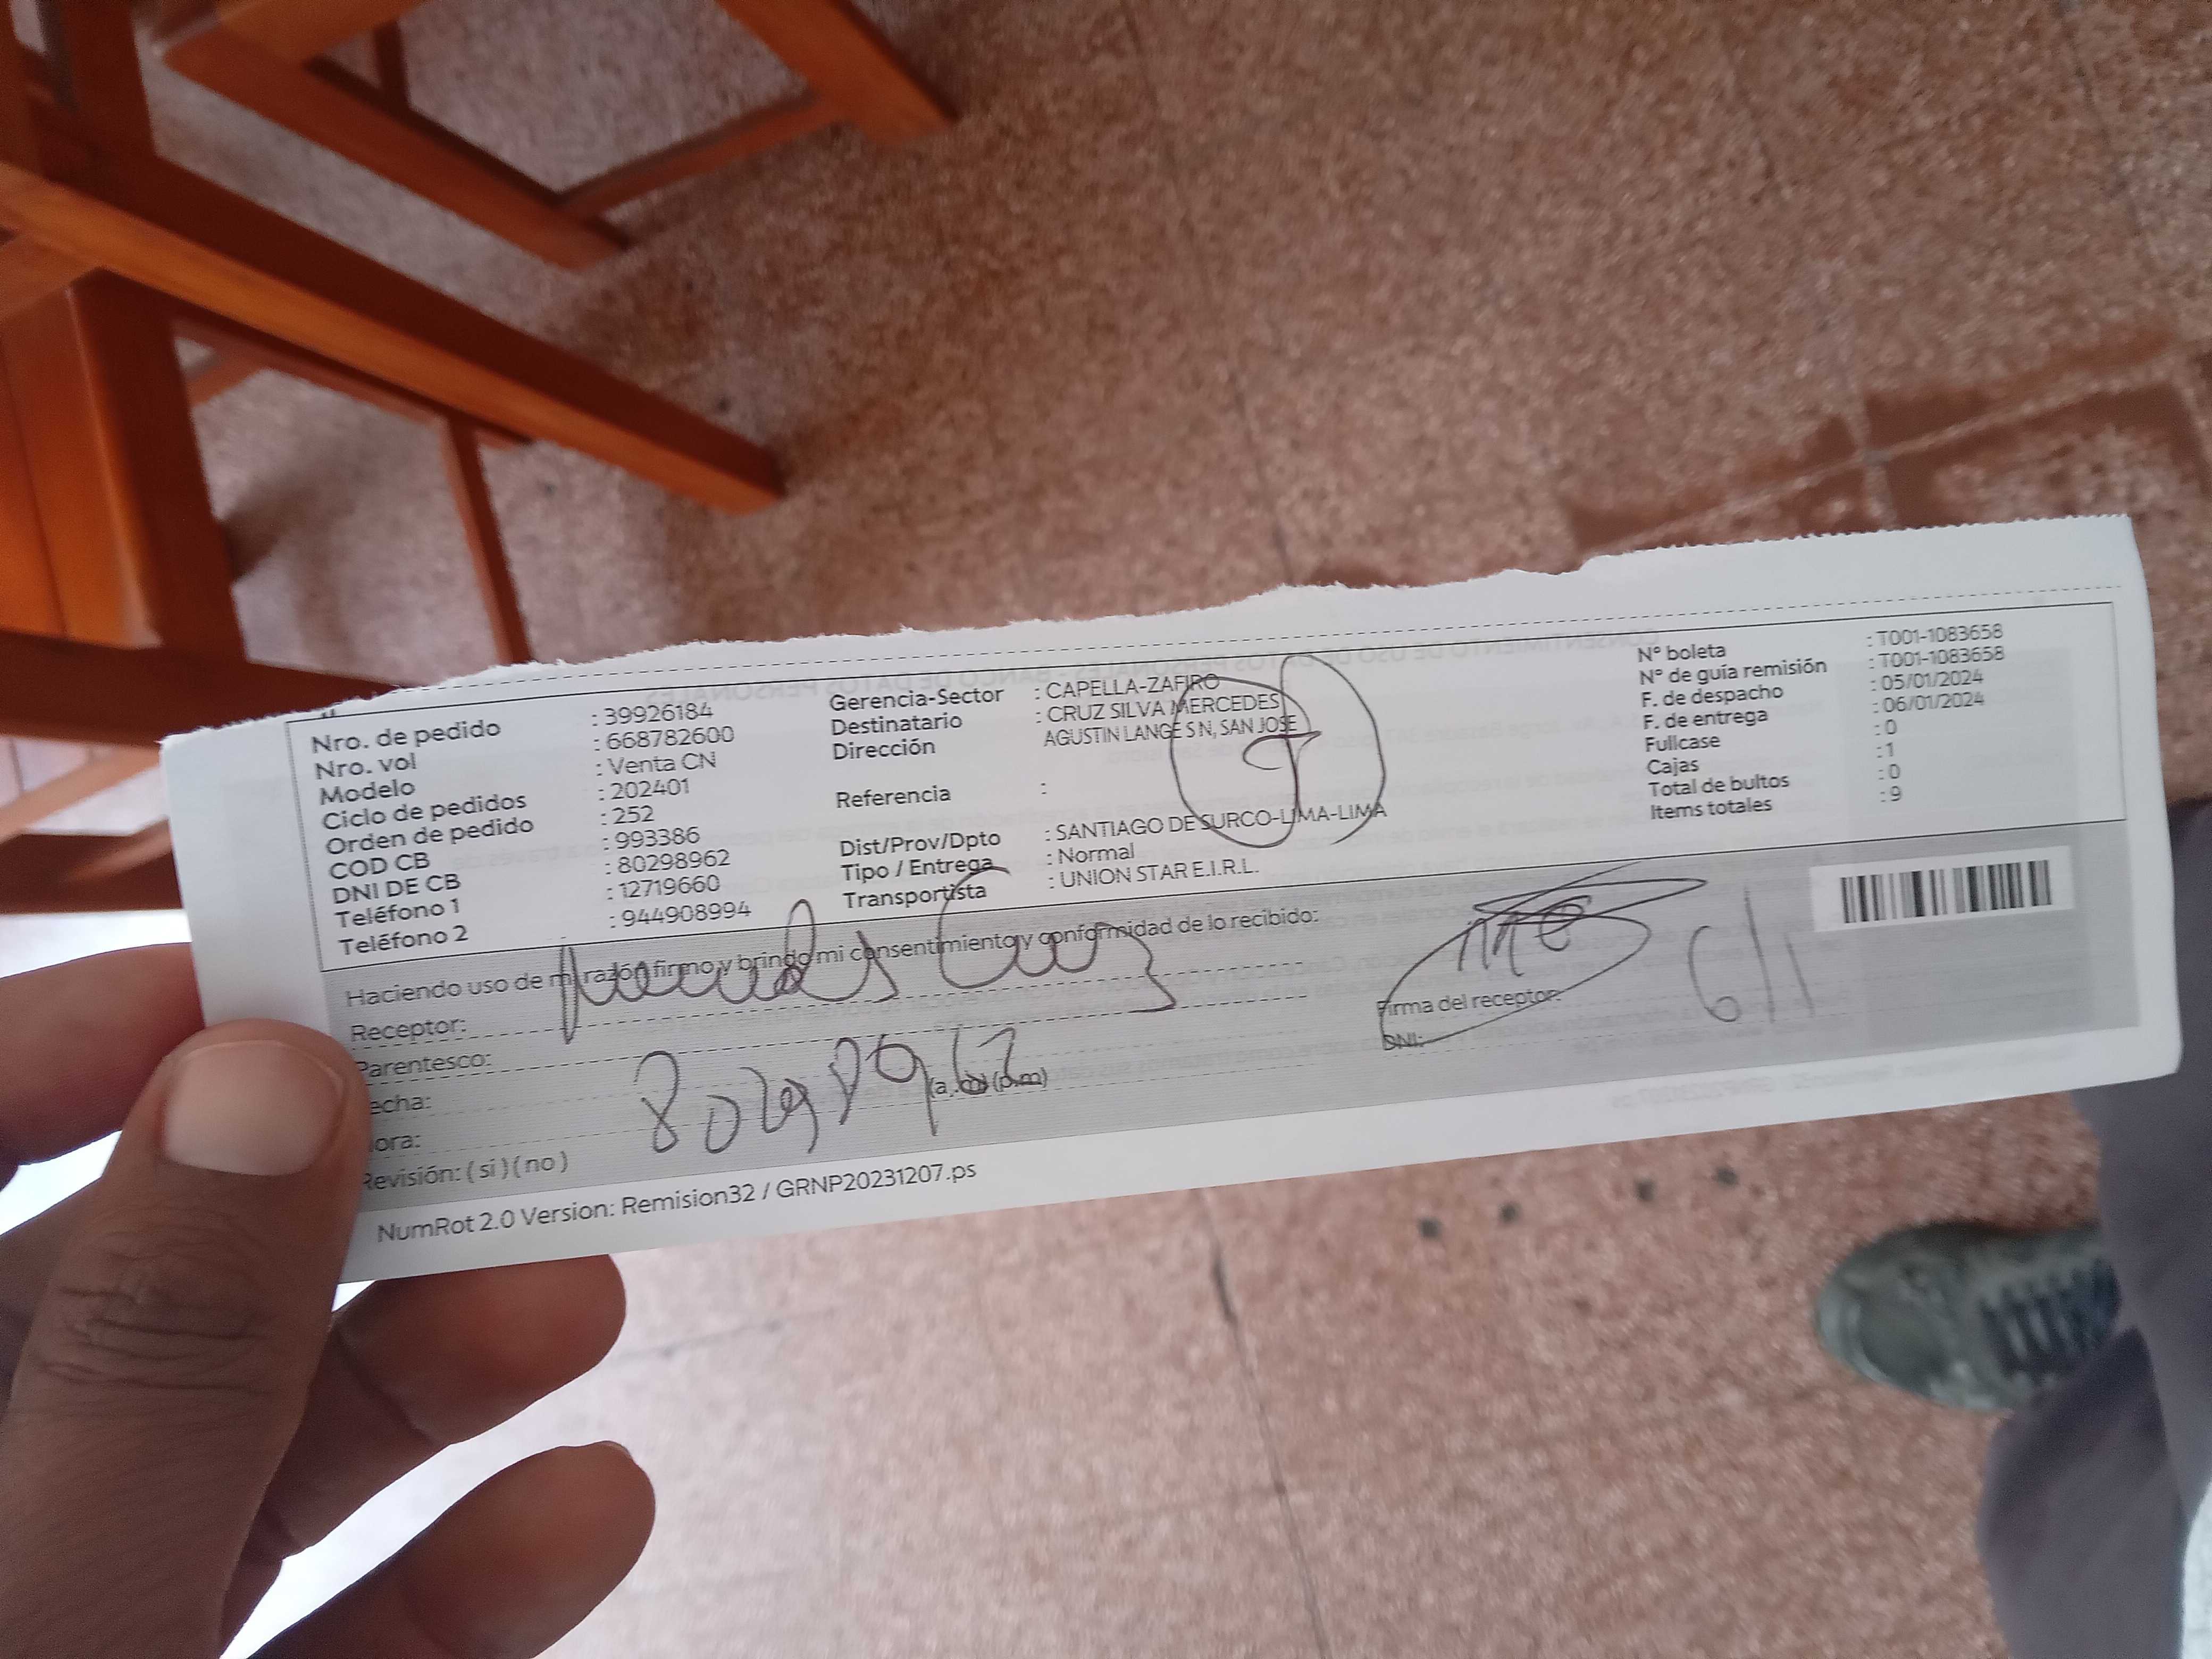 Nro. de pedido : 39926184
Nro. vol : 668782600
Modelo : Venta CN
Ciclo de pedidos : 202401
Orden de pedido : 252
COD CB : 993386
DNI DE CB : 80298962
Teléfono 1 : 12719660
Teléfono 2 : 944908994
Gerencia-Sector : CAPELLA-ZAFIRO
Destinatario : CRUZ SILVA MERCEDES
Dirección AGUSTIN LANGE S N, SAN JOSE
Referencia :
Dist/Prov/Dpto : SANTIAGO DE SURCO-LIMA-LIMA
Tipo / Entrega : Normal
Transportista : UNION STAR E.I.R.L.
N° boleta : T001-1083658
N° de guía remisión : T001-1083658
F. de despacho : 05/01/2024
F. de entrega : 06/01/2024
Fullcase : 0
Cajas : 1
Total de bultos : 0
Items totales : 9
Haciendo uso de mi razón firmo y brindo mi consentimiento y conformidad de lo recibido:
Receptor: Mercedes Cruz
Parentesco:
echa: 80298962
ora: (a.m) (p.m)
Revisión: ( si ) ( no )
Firma del receptor:
DNI:
6/1
NumRot 2.0 Version: Remision32 / GRNP20231207.ps